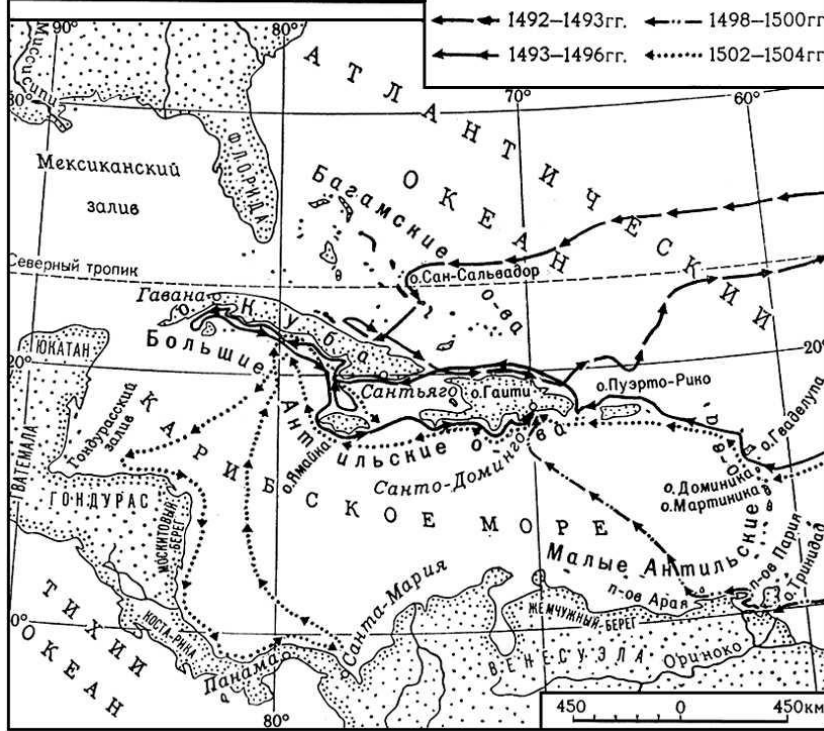 1492–1493гг.
1498–1500гг
1493–1496гг.
1502–1504гг
90°
80°
70°
60°
30°
Миссисипи
АТЛАНТИЧЕСКИЙ
ОКЕАН
ФЛОРИДА
Мексиканский
залив
Багамские
о-ва
о.Сан-Сальвадор
Северный тропик
Гавана
Куба
ЮКАТАН
20°
20°
Большие
Антильские о-ва
Сантьяго
о.Гаити
о.Пуэрто-Рико
о.Гваделупа
Гондурасский
залив
КАРИБСКОЕ МОРЕ
о.Ямайка
Санто-Доминго
о.Доминика
о.Мартиника
ГВАТЕМАЛА
ГОНДУРАС
МОСКИТОВЫЙ
БЕРЕГ
Малые Антильские
о-ва
п-ов Пария
о.Тринидад
п-ов Арая
ЖЕМЧУЖНЫЙ БЕРЕГ
Санта-Мария
ТИХИЙ
ОКЕАН
КОСТА-РИКА
Панама
ВЕНЕСУЭЛА
Ориноко
0°
80°
450 0 450км